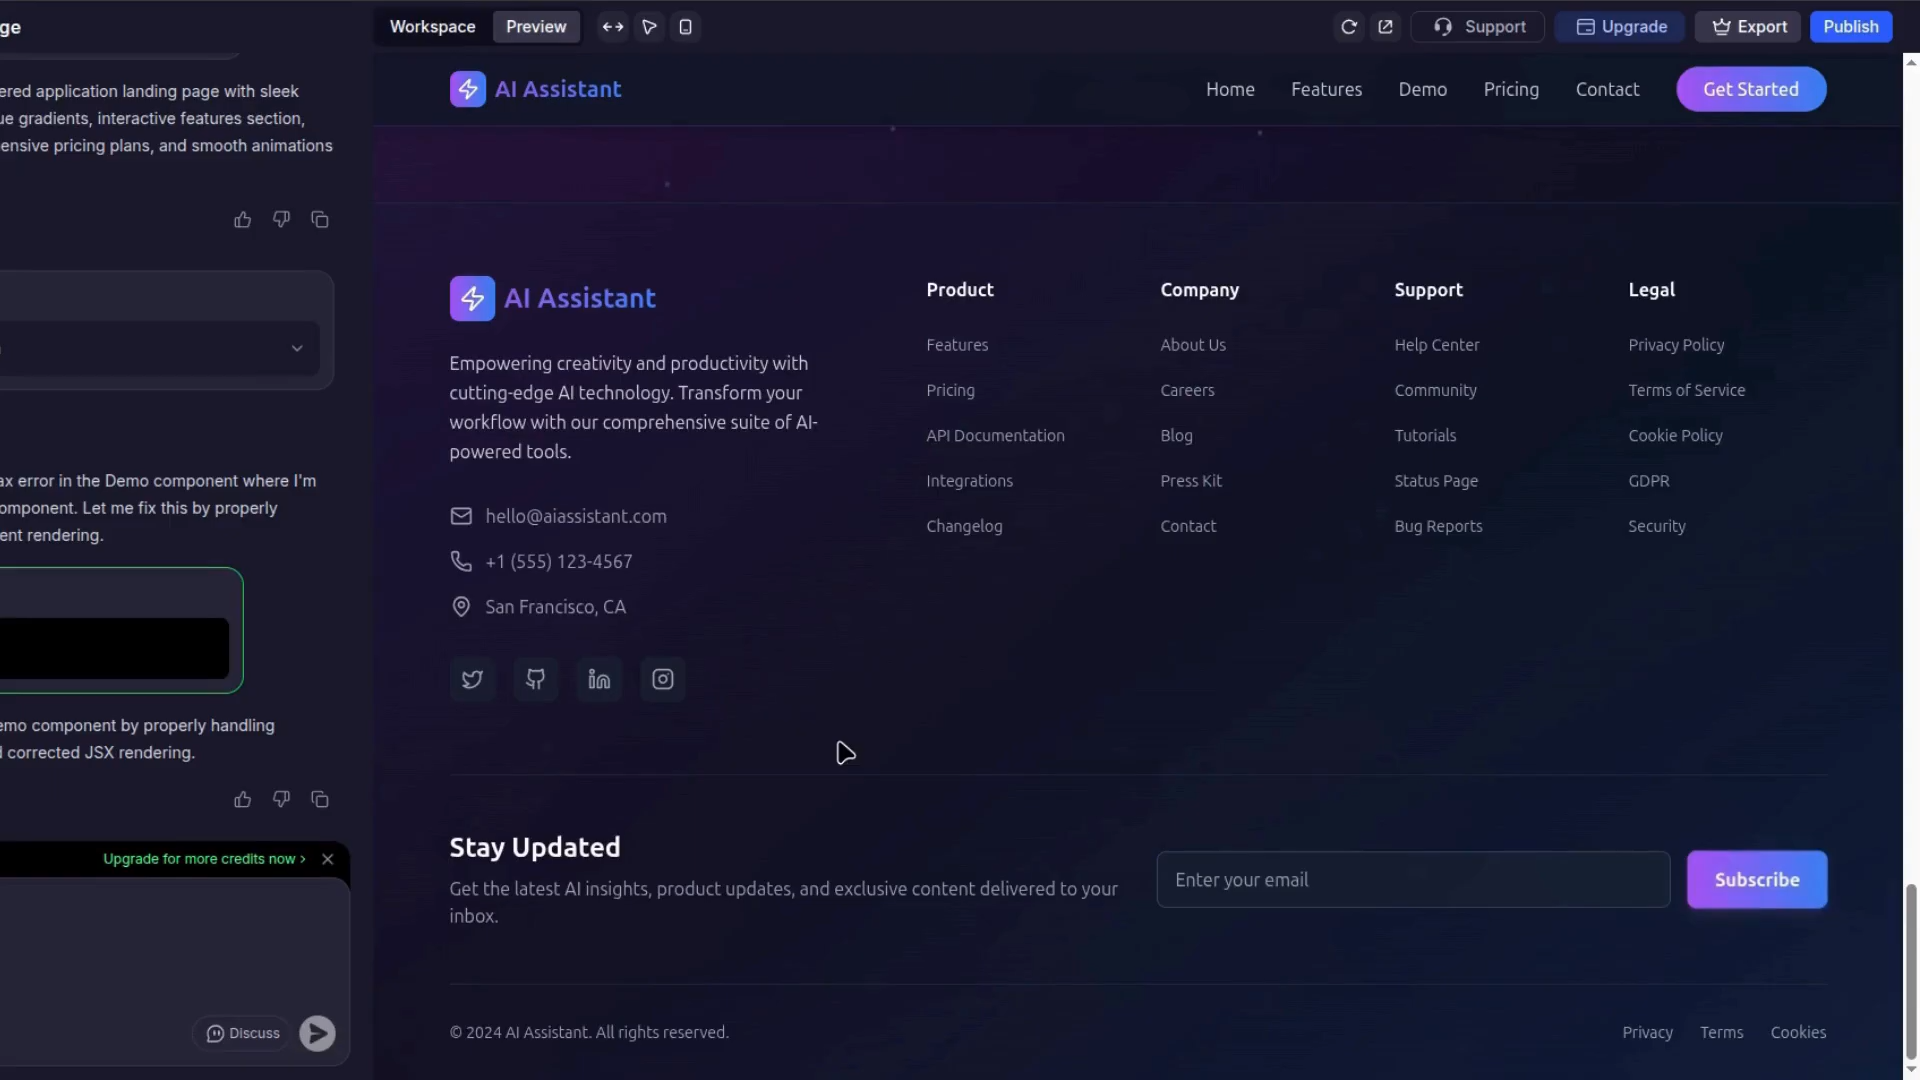 ge
Workspace
Preview
Support
Upgrade
Export
Publish
ered application landing page with sleek
ue gradients, interactive features section,
ensive pricing plans, and smooth animations
ax error in the Demo component where I'm
omponent. Let me fix this by properly
ent rendering.
emo component by properly handling
d corrected JSX rendering.
Upgrade for more credits now ›
Discuss
AI Assistant
Home
Features
Demo
Pricing
Contact
Get Started
AI Assistant
Empowering creativity and productivity with
cutting-edge AI technology. Transform your
workflow with our comprehensive suite of AI-
powered tools.
hello@aiassistant.com
+1 (555) 123-4567
San Francisco, CA
Product
Features
Pricing
API Documentation
Integrations
Changelog
Company
About Us
Careers
Blog
Press Kit
Contact
Support
Help Center
Community
Tutorials
Status Page
Bug Reports
Legal
Privacy Policy
Terms of Service
Cookie Policy
GDPR
Security
Stay Updated
Get the latest AI insights, product updates, and exclusive content delivered to your
inbox.
Enter your email
Subscribe
© 2024 AI Assistant. All rights reserved.
Privacy
Terms
Cookies